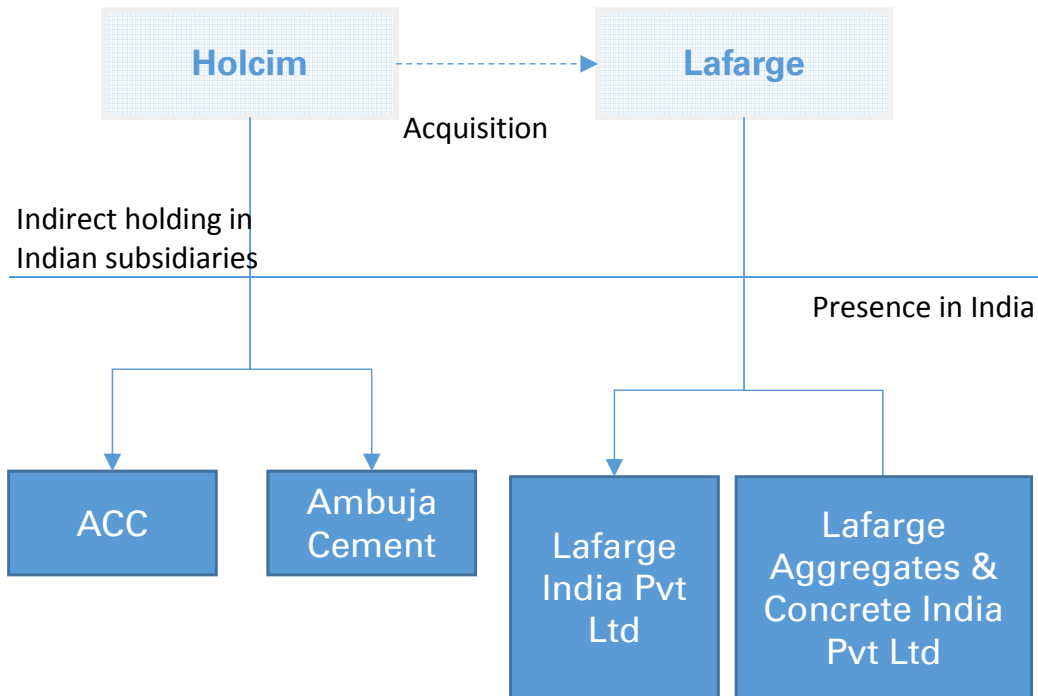 Holcim
Lafarge
Acquisition
Indirect holding in
Indian subsidiaries
Presence in India
ACC
Ambuja
Cement
Lafarge
India Pvt
Ltd
Lafarge
Aggregates &
Concrete India
Pvt Ltd